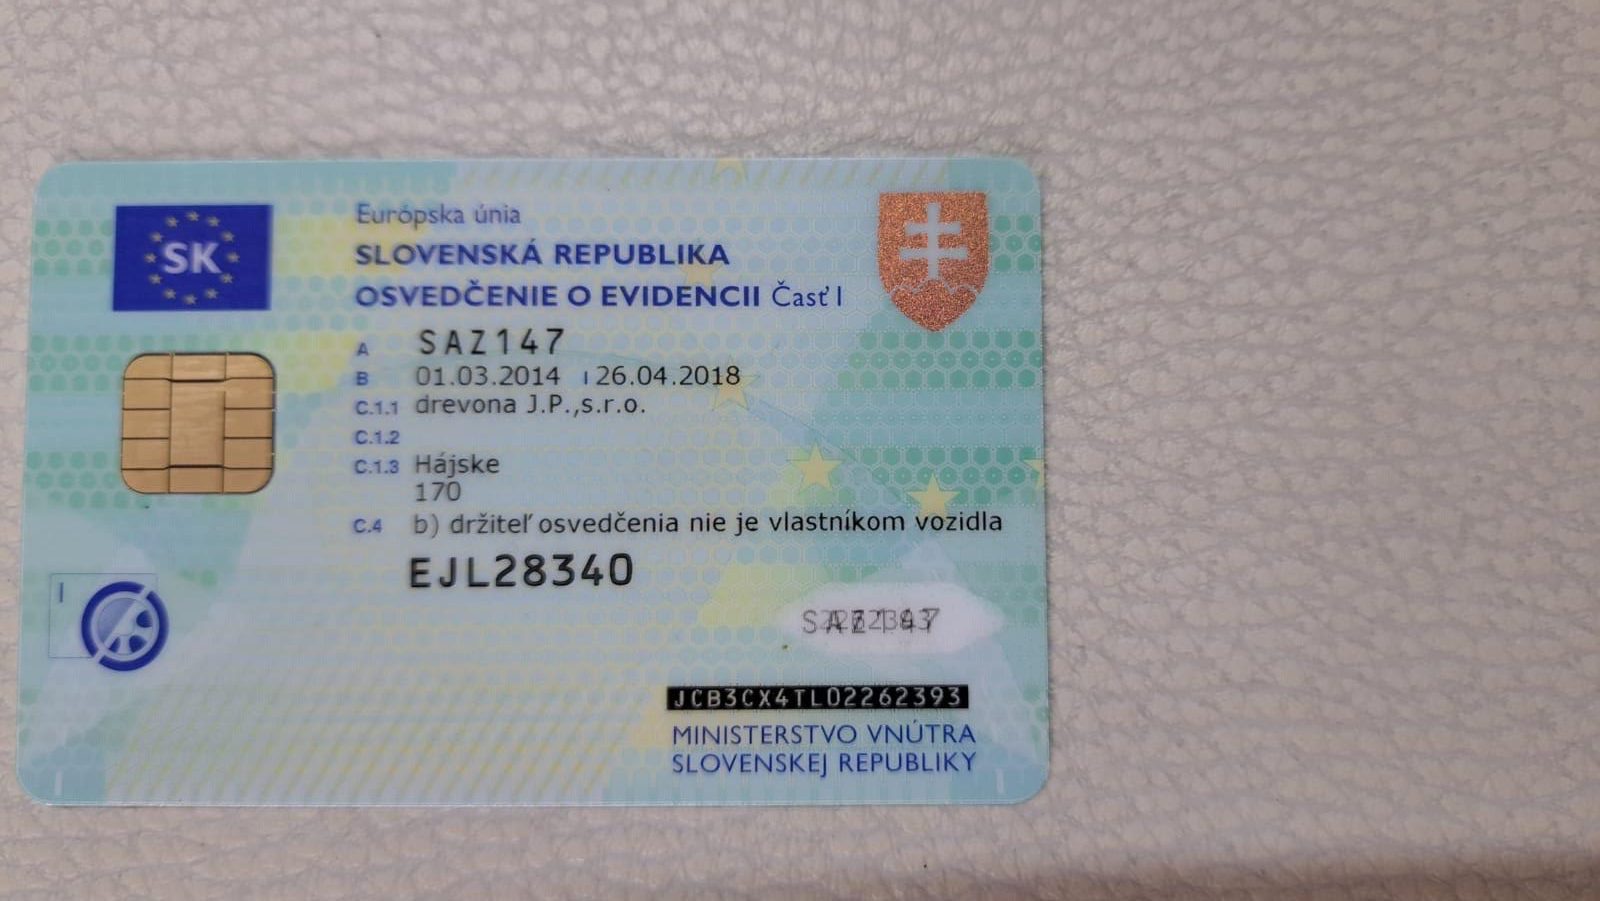 SK
Európska únia
SLOVENSKÁ REPUBLIKA
OSVEDČENIE O EVIDENCII Časť I
A SAZ147
B 01.03.2014 I 26.04.2018
C.1.1 drevona J.P.,s.r.o.
C.1.2
C.1.3 Hájske
170
C.4 b) držiteľ osvedčenia nie je vlastníkom vozidla
EJL28340
I
SAZ147
JCB3CX4TL02262393
MINISTERSTVO VNÚTRA
SLOVENSKEJ REPUBLIKY